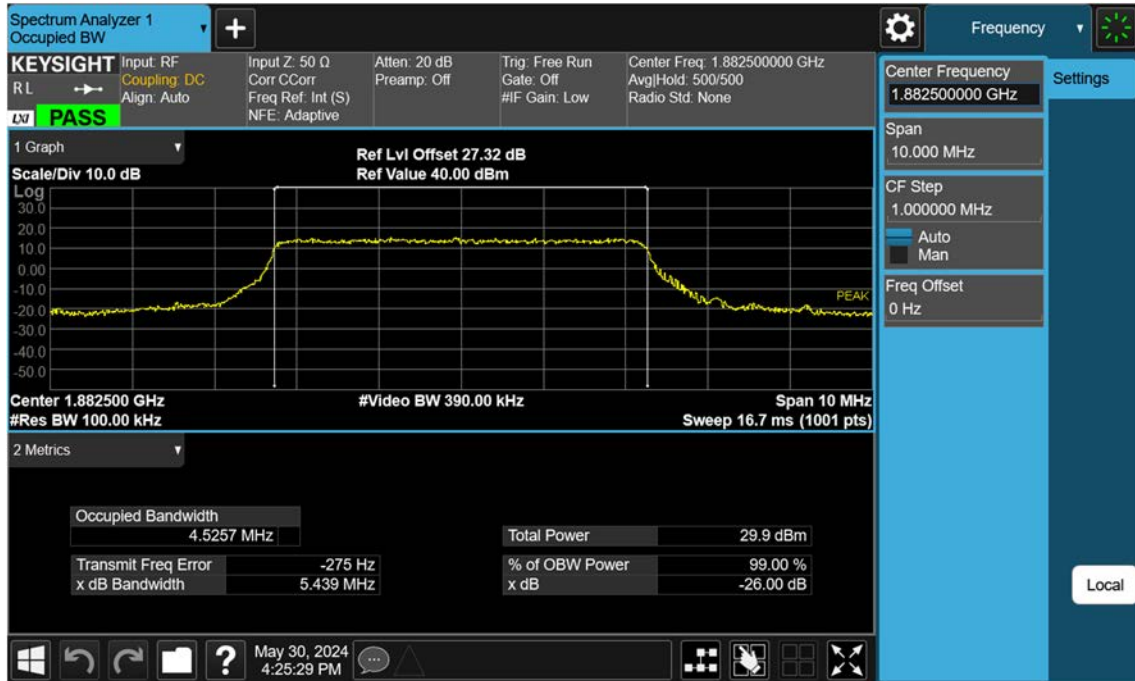 Spectrum Analyzer 1
Occupied BW
Frequency
KEYSIGHT
R L
LXI PASS
Input: RF
Coupling: DC
Align: Auto
Input Z: 50 Ω
Corr CCorr
Freq Ref: Int (S)
NFE: Adaptive
Atten: 20 dB
Preamp: Off
Trig: Free Run
Gate: Off
#IF Gain: Low
Center Freq: 1.882500000 GHz
Avg|Hold: 500/500
Radio Std: None
Center Frequency
1.882500000 GHz
Settings
Span
10.000 MHz
CF Step
1.000000 MHz
Auto
Man
Freq Offset
0 Hz
Local
1 Graph
Scale/Div 10.0 dB
Ref Lvl Offset 27.32 dB
Ref Value 40.00 dBm
Log
30.0
20.0
10.0
0.00
-10.0
-20.0
-30.0
-40.0
-50.0
PEAK
Center 1.882500 GHz
#Video BW 390.00 kHz
Span 10 MHz
#Res BW 100.00 kHz
Sweep 16.7 ms (1001 pts)
2 Metrics
Occupied Bandwidth
4.5257 MHz
Total Power 29.9 dBm
Transmit Freq Error -275 Hz
% of OBW Power 99.00 %
x dB Bandwidth 5.439 MHz
x dB -26.00 dB
?
May 30, 2024
4:25:29 PM